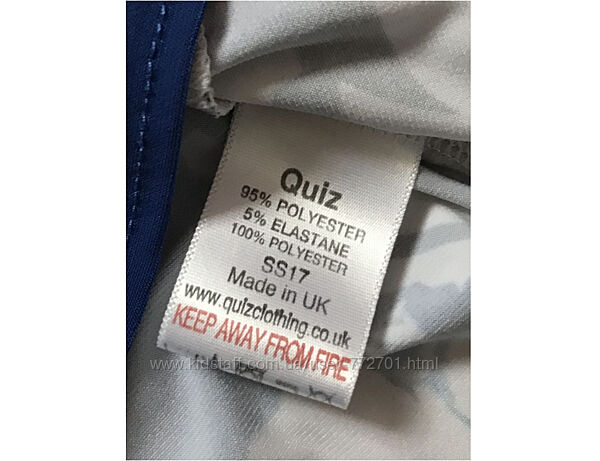 Quiz
95% POLYESTER
5% ELASTANE
100% POLYESTER
SS17
Made in UK
www.quizclothing.co.uk
KEEP AWAY FROM FIRE